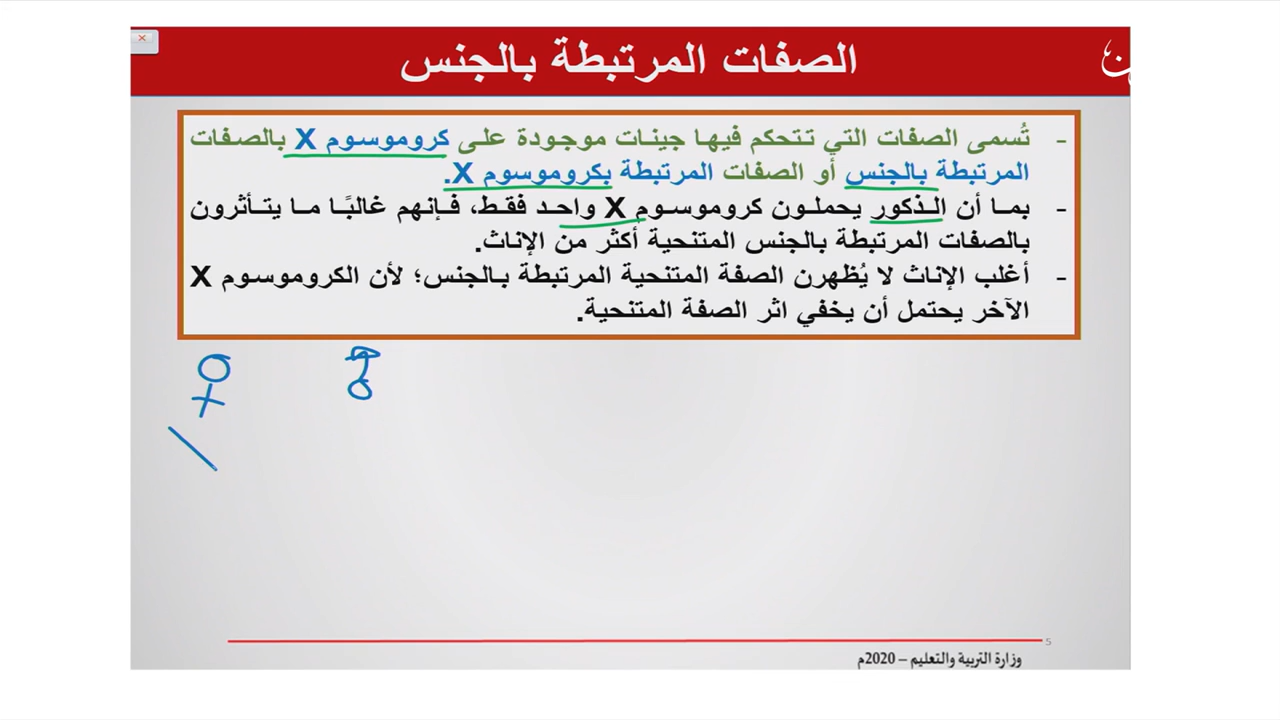 الصفات المرتبطة بالجنس
- تُسمى الصفات التي تتحكم فيها جينات موجودة على كروموسوم X بالصفات
المرتبطة بالجنس أو الصفات المرتبطة بكروموسوم X.
- بما أن الذكور يحملون كروموسوم X واحد فقط، فإنهم غالبًا ما يتأثرون
بالصفات المرتبطة بالجنس المتنحية أكثر من الإناث.
- أغلب الإناث لا يُظهرن الصفة المتنحية المرتبطة بالجنس؛ لأن الكروموسوم X
الآخر يحتمل أن يخفي اثر الصفة المتنحية.
♀ ♂
5
وزارة التربية والتعليم – 2020م